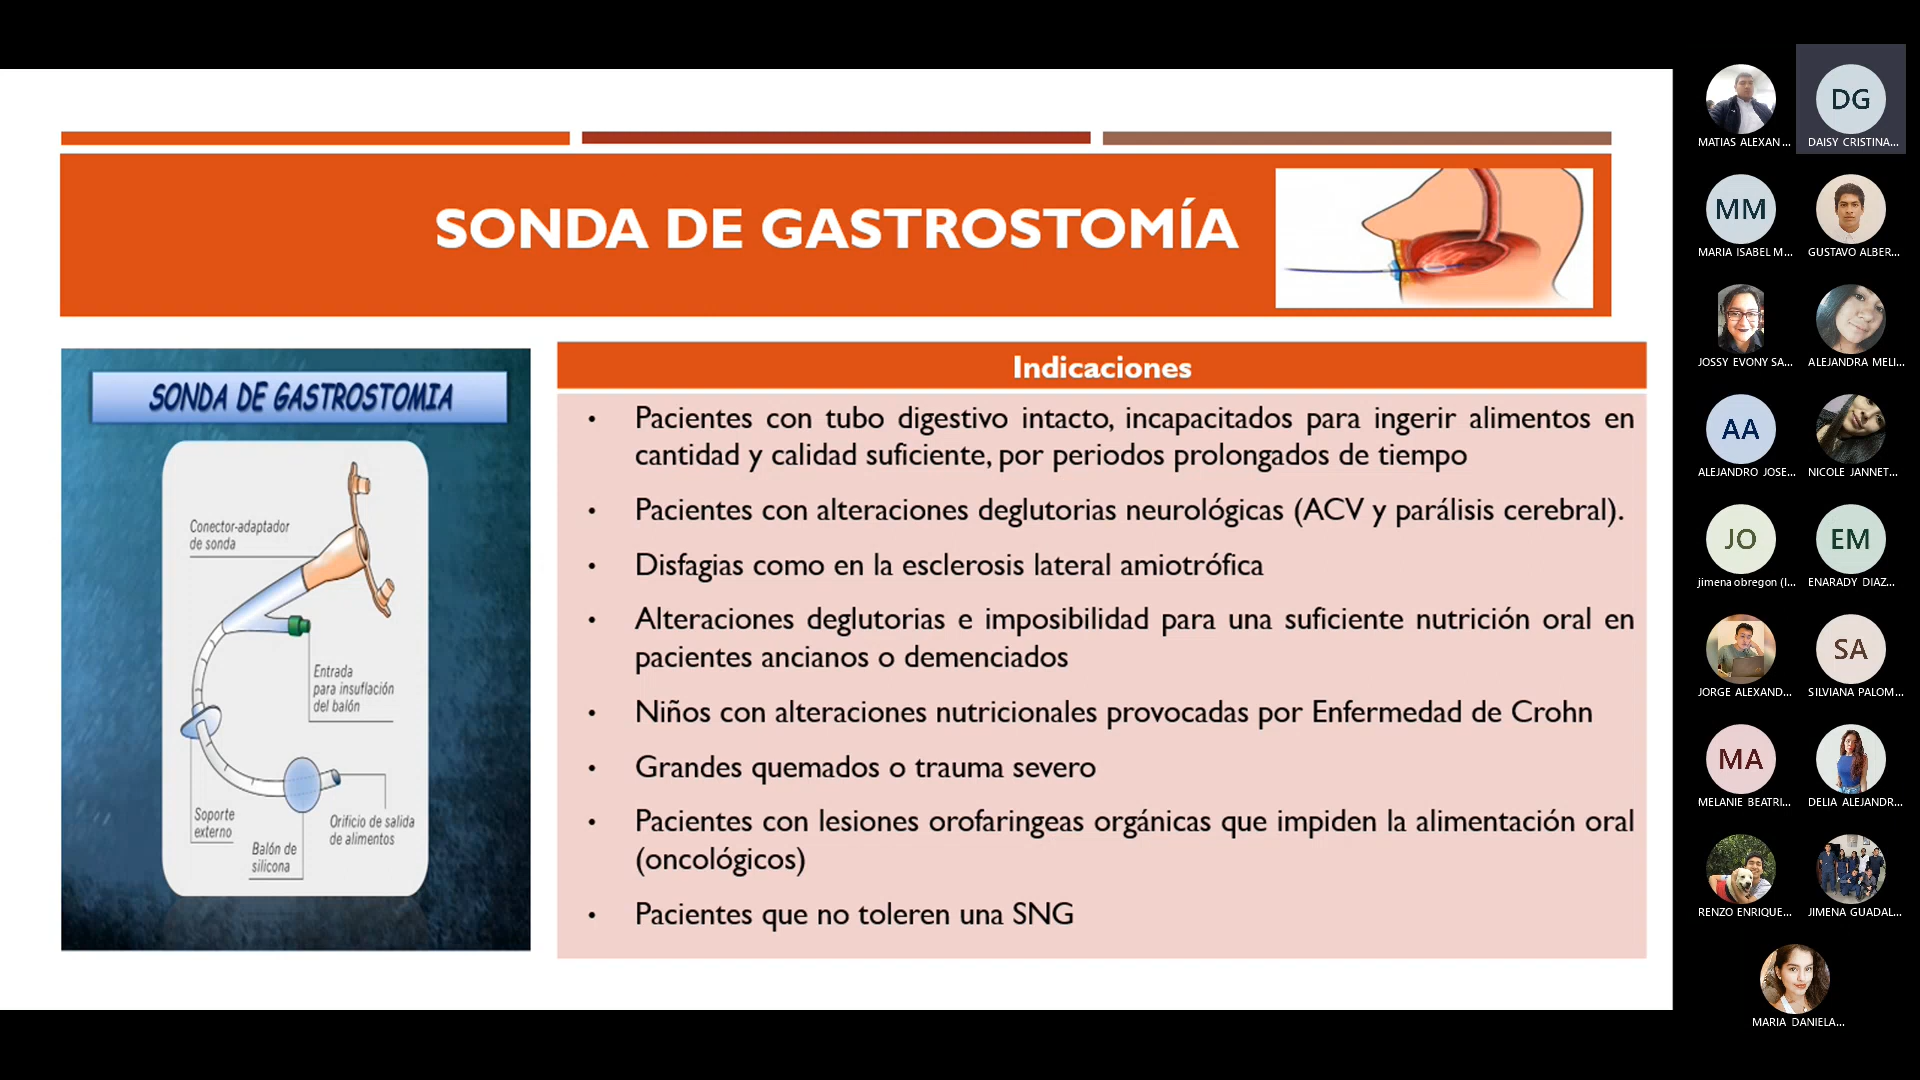 SONDA DE GASTROSTOMÍA
SONDA DE GASTROSTOMIA
Conector-adaptador
de sonda
Entrada
para insuflación
del balón
Soporte
externo
Balón de
silicona
Orificio de salida
de alimentos
Indicaciones
• Pacientes con tubo digestivo intacto, incapacitados para ingerir alimentos en
cantidad y calidad suficiente, por periodos prolongados de tiempo
• Pacientes con alteraciones deglutorias neurológicas (ACV y parálisis cerebral).
• Disfagias como en la esclerosis lateral amiotrófica
• Alteraciones deglutorias e imposibilidad para una suficiente nutrición oral en
pacientes ancianos o demenciados
• Niños con alteraciones nutricionales provocadas por Enfermedad de Crohn
• Grandes quemados o trauma severo
• Pacientes con lesiones orofaringeas orgánicas que impiden la alimentación oral
(oncológicos)
• Pacientes que no toleren una SNG
MATIAS ALEXAN...
DG
DAISY CRISTINA...
MM
MARIA ISABEL M...
GUSTAVO ALBER...
JOSSY EVONY SA...
ALEJANDRA MELI...
AA
ALEJANDRO JOSE...
NICOLE JANNET...
JO
jimena obregon (I...
EM
ENARADY DIAZ...
JORGE ALEXAND...
SA
SILVIANA PALOM...
MA
MELANIE BEATRI...
DELIA ALEJANDR...
RENZO ENRIQUE...
JIMENA GUADAL...
MARIA DANIELA...